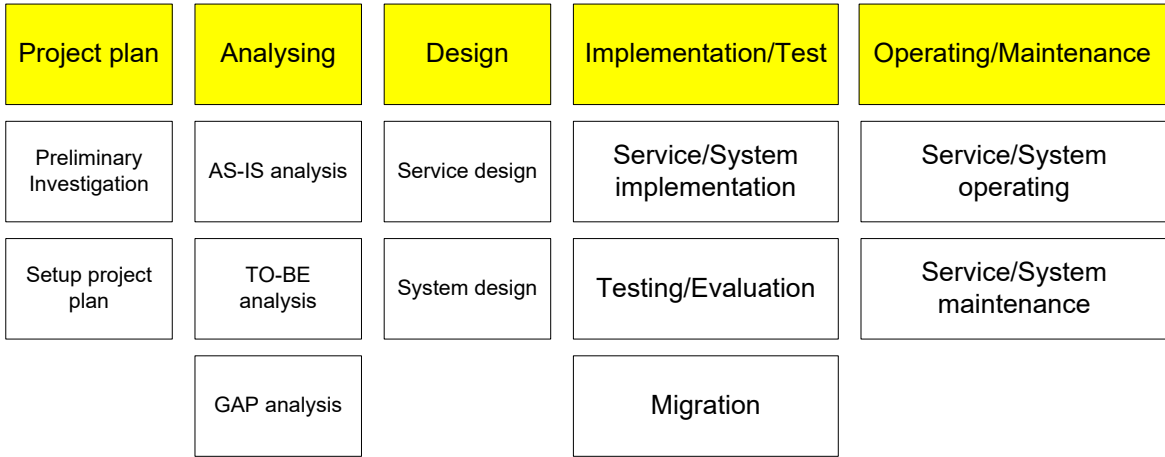 Project plan
Analysing
Design
Implementation/Test
Operating/Maintenance
Preliminary
Investigation
AS-IS analysis
Service design
Service/System
implementation
Service/System
operating
Setup project
plan
TO-BE
analysis
System design
Testing/Evaluation
Service/System
maintenance
GAP analysis
Migration